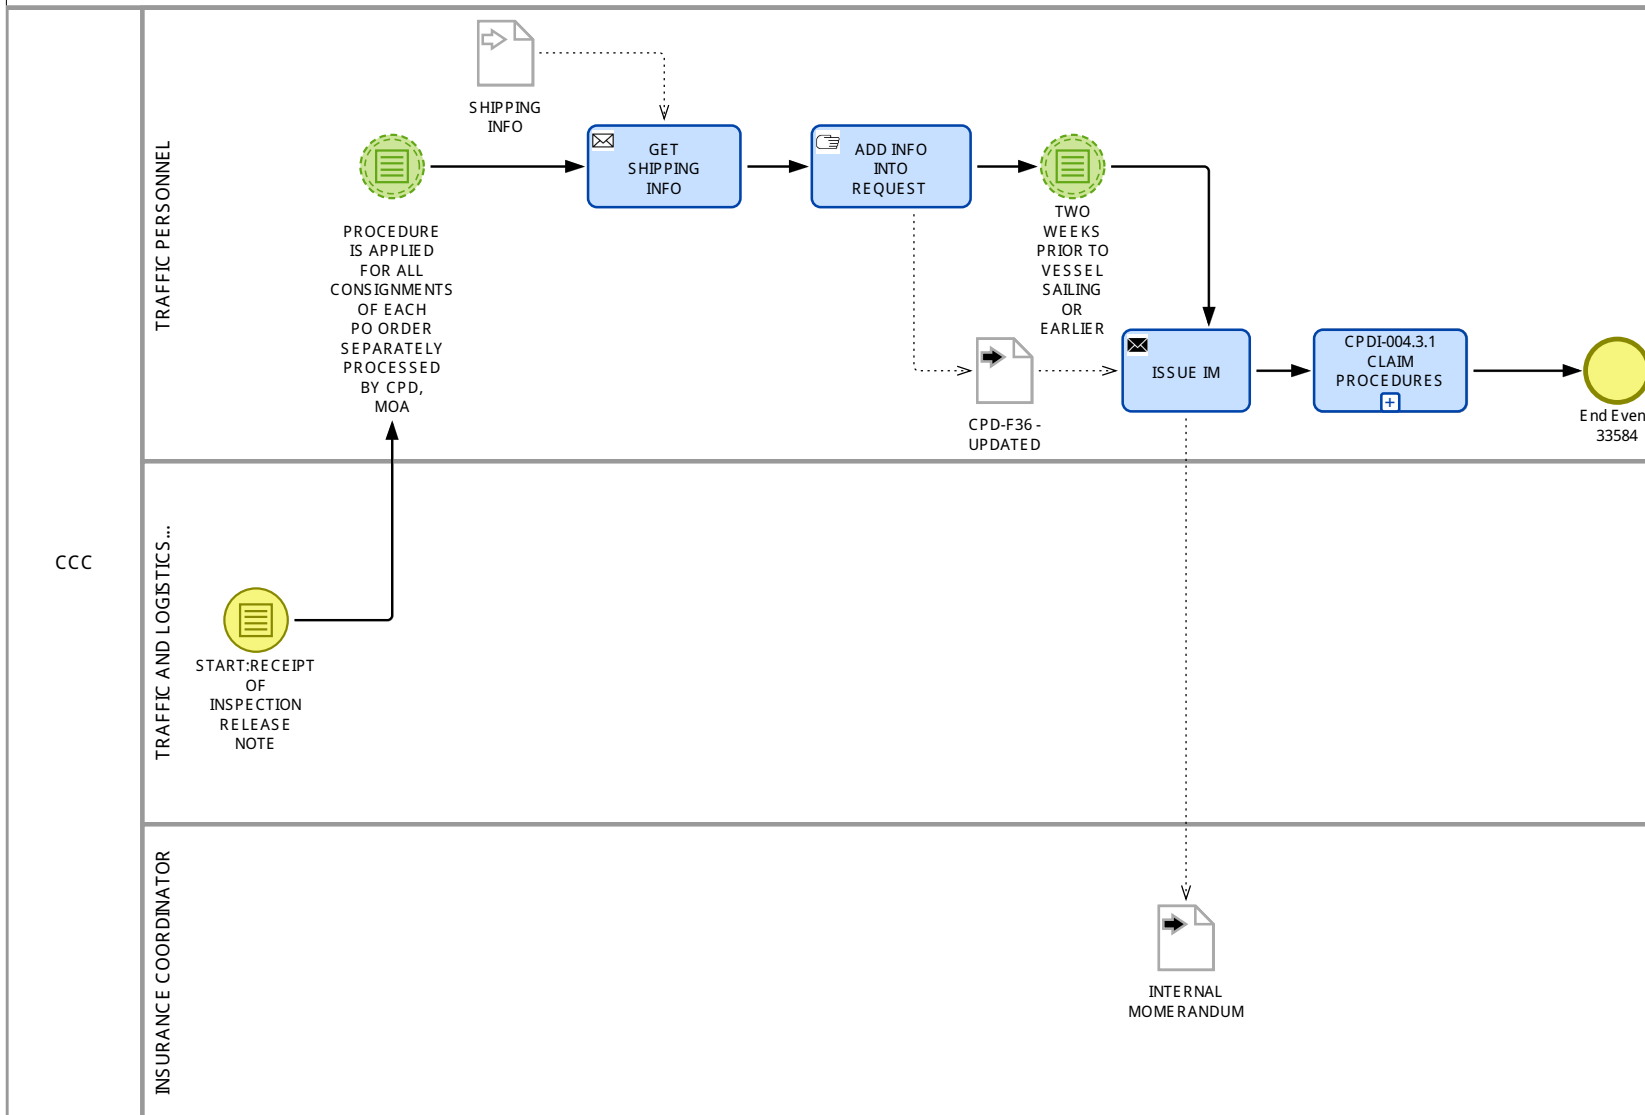 CCC
TRAFFIC PERSONNEL
SHIPPING
INFO
GET
SHIPPING
INFO
ADD INFO
INTO
REQUEST
PROCEDURE
IS APPLIED
FOR ALL
CONSIGNMENTS
OF EACH
PO ORDER
SEPARATELY
PROCESSED
BY CPD,
MOA
TWO
WEEKS
PRIOR TO
VESSEL
SAILING
OR
EARLIER
CPD-F36 -
UPDATED
ISSUE IM
CPDI-004.3.1
CLAIM
PROCEDURES
End Even
33584
TRAFFIC AND LOGISTICS...
START:RECEIPT
OF
INSPECTION
RELEASE
NOTE
INSURANCE COORDINATOR
INTERNAL
MOMERANDUM